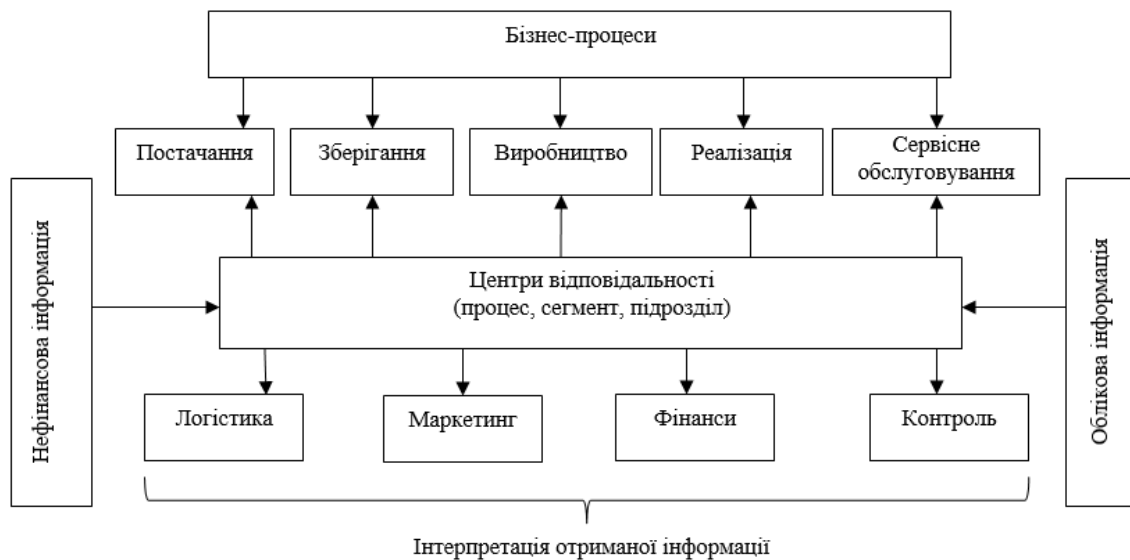 Бізнес-процеси
Постачання
Зберігання
Виробництво
Реалізація
Сервісне
обслуговування
Нефінансова інформація
Центри відповідальності
(процес, сегмент, підрозділ)
Облікова інформація
Логістика
Маркетинг
Фінанси
Контроль
Інтерпретація отриманої інформації